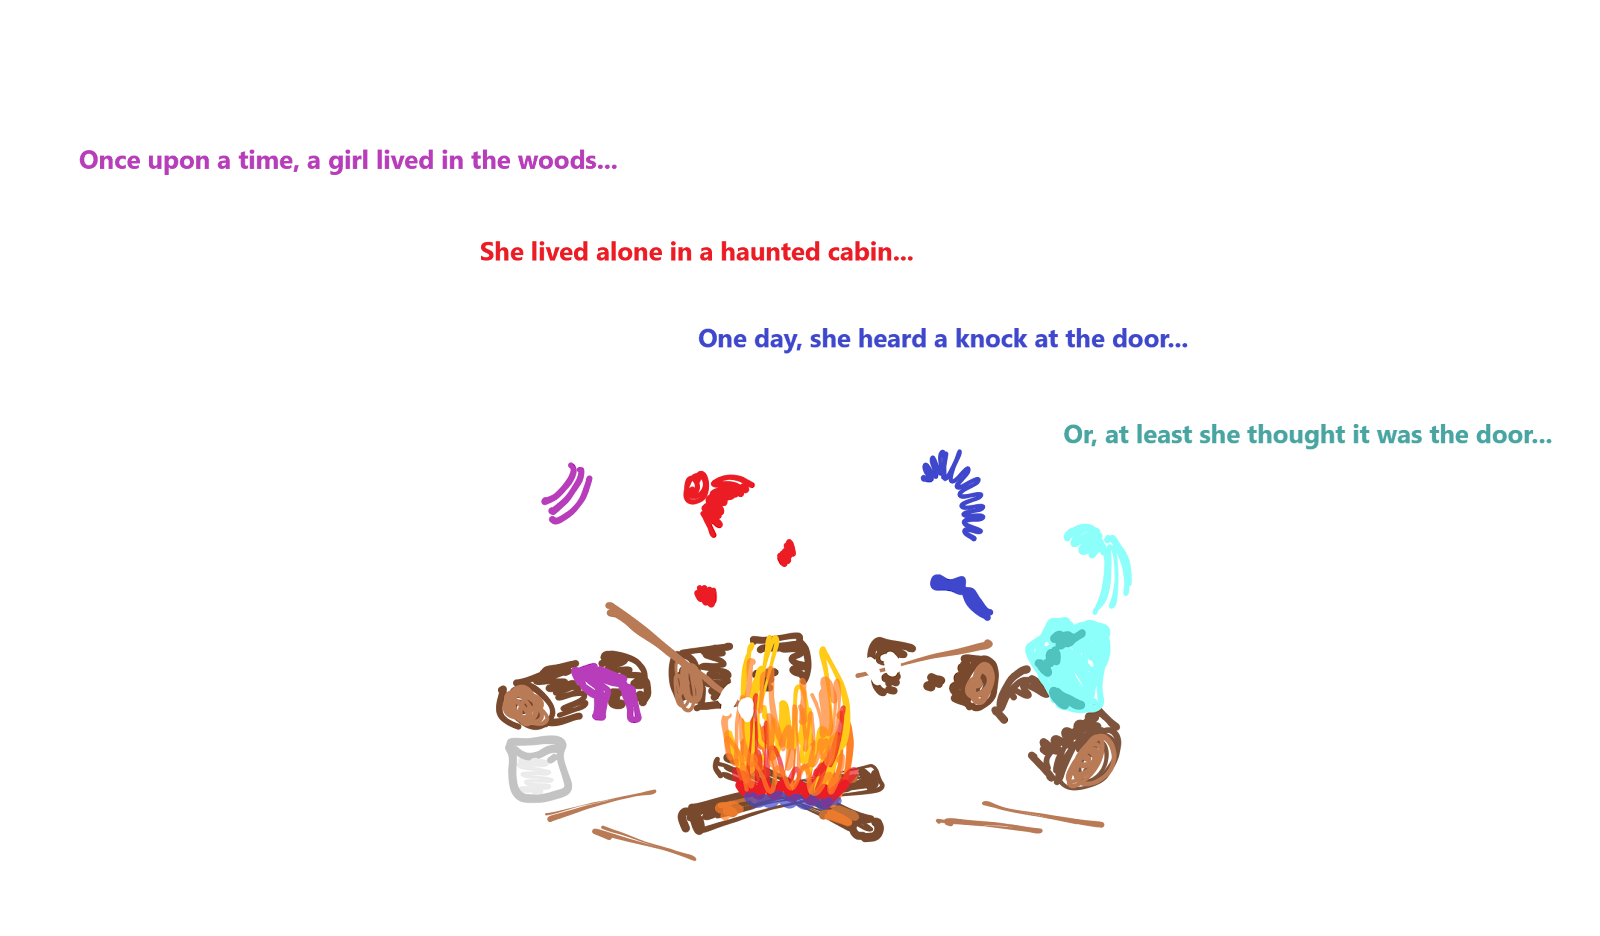 Once upon a time, a girl lived in the woods...
She lived alone in a haunted cabin...
One day, she heard a knock at the door...
Or, at least she thought it was the door...